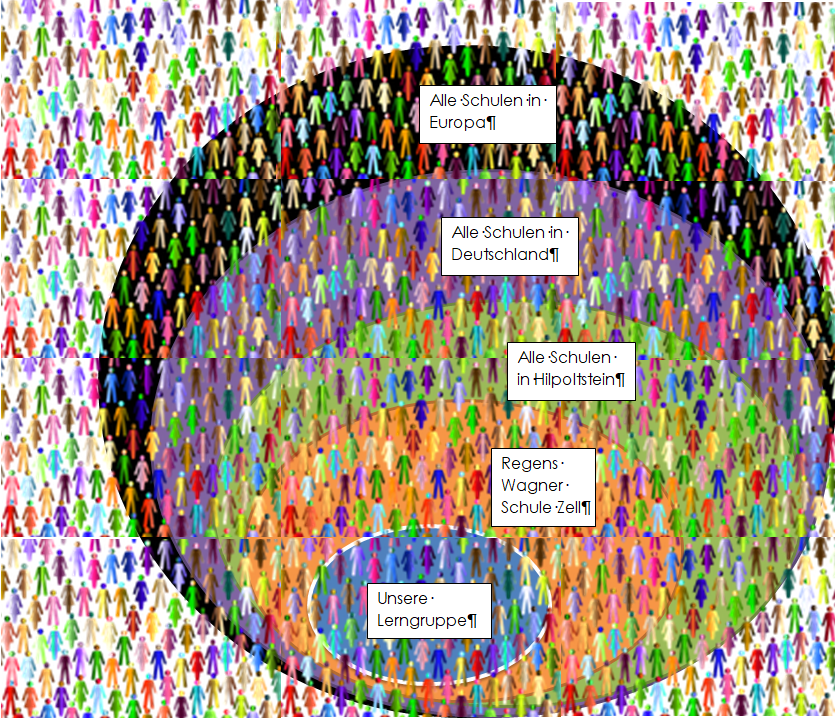 Alle·Schulen·in·
Europa¶
Alle·Schulen·in·
Deutschland¶
Alle·Schulen·
in·Hilpoltstein¶
Regens·
Wagner·
Schule·Zell¶
Unsere·
Lerngruppe¶